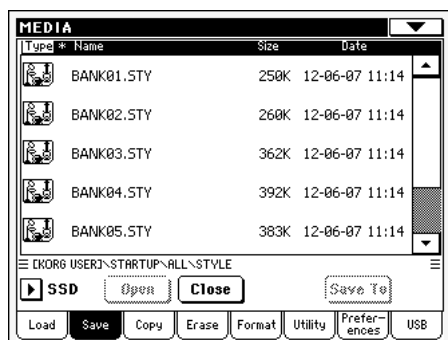 MEDIA
Type * Name Size Date
BANK01.STY 250K 12-06-07 11:14
BANK02.STY 260K 12-06-07 11:14
BANK03.STY 362K 12-06-07 11:14
BANK04.STY 392K 12-06-07 11:14
BANK05.STY 383K 12-06-07 11:14
[KORG USER]\STARTUP\ALL\STYLE
SSD Open Close Save To
Load Save Copy Erase Format Utility Prefer-ences USB